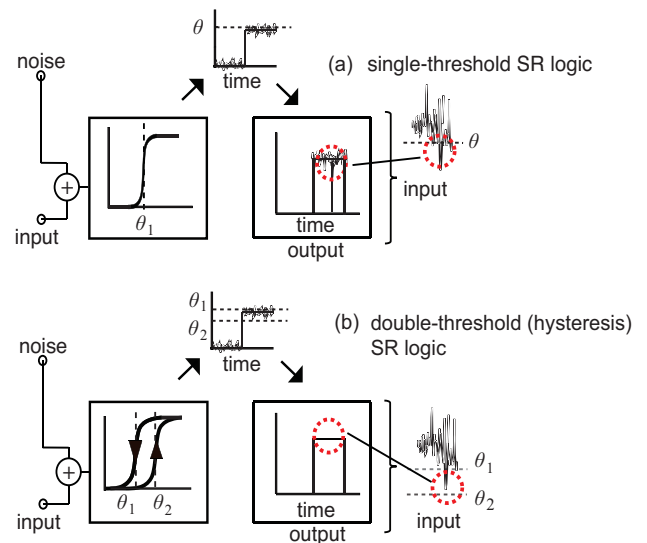 θ
time
(a) single-threshold SR logic
noise
+
input
θ1
time
output
θ
input
θ1
θ2
time
(b) double-threshold (hysteresis)
SR logic
noise
+
input
θ1 θ2
time
output
θ1
θ2
input